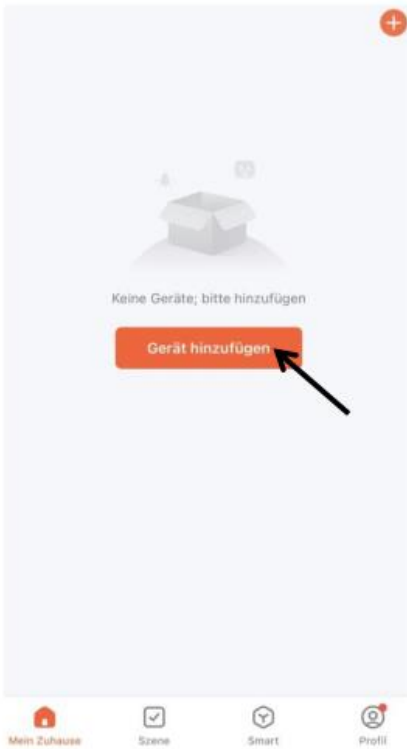 Keine Geräte; bitte hinzufügen
Gerät hinzufügen
Mein Zuhause Szene Smart Profil